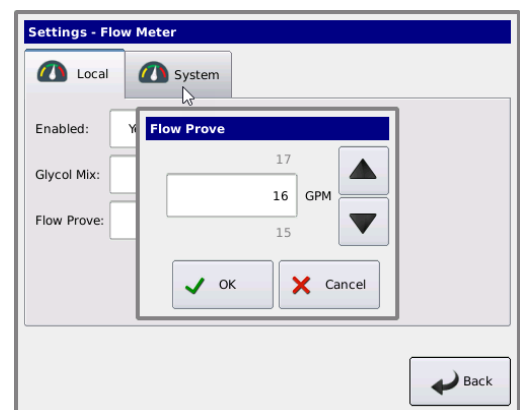 Settings - Flow Meter
Local
System
Enabled:
Flow Prove
Glycol Mix:
17
16 GPM
15
Flow Prove:
OK
Cancel
Back